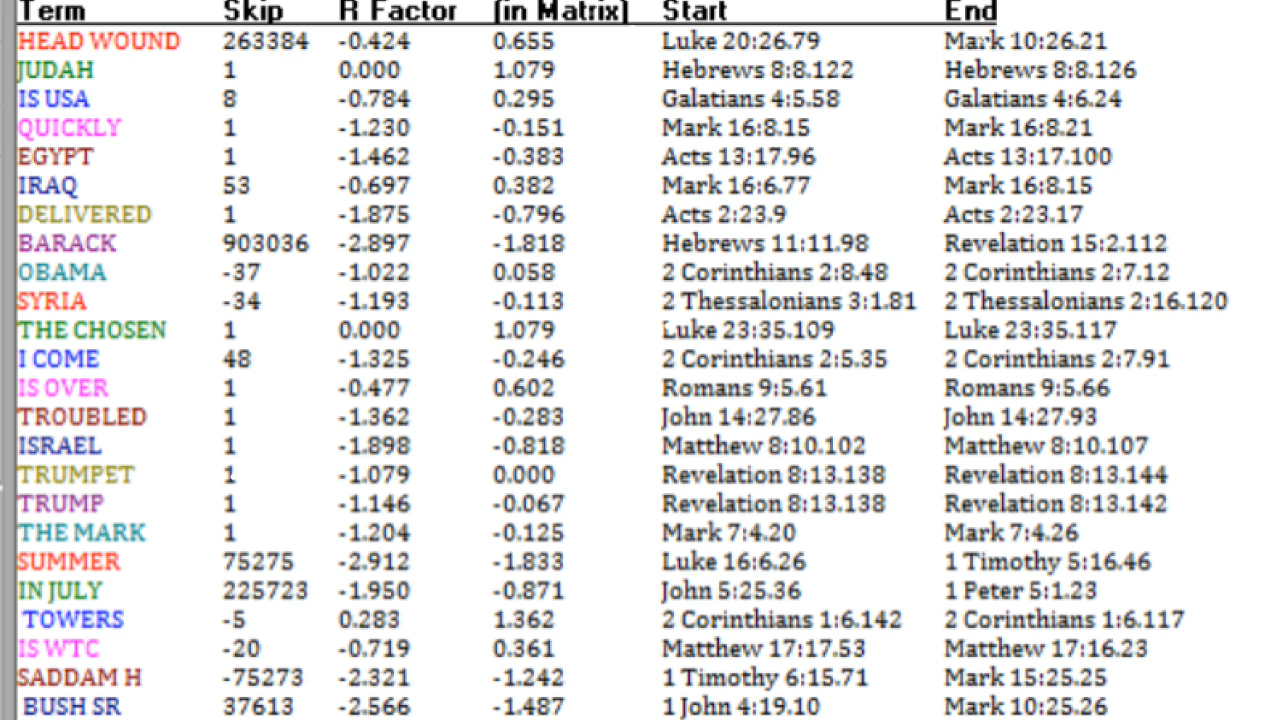 Term Skip R Factor (in Matrix) Start End
HEAD WOUND 263384 -0.424 0.655 Luke 20:26.79 Mark 10:26.21
JUDAH 1 0.000 1.079 Hebrews 8:8.122 Hebrews 8:8.126
IS USA 8 -0.784 0.295 Galatians 4:5.58 Galatians 4:6.24
QUICKLY 1 -1.230 -0.151 Mark 16:8.15 Mark 16:8.21
EGYPT 1 -1.462 -0.383 Acts 13:17.96 Acts 13:17.100
IRAQ 53 -0.697 0.382 Mark 16:6.77 Mark 16:8.15
DELIVERED 1 -1.875 -0.796 Acts 2:23.9 Acts 2:23.17
BARACK 903036 -2.897 -1.818 Hebrews 11:11.98 Revelation 15:2.112
OBAMA -37 -1.022 0.058 2 Corinthians 2:8.48 2 Corinthians 2:7.12
SYRIA -34 -1.193 -0.113 2 Thessalonians 3:1.81 2 Thessalonians 2:16.120
THE CHOSEN 1 0.000 1.079 Luke 23:35.109 Luke 23:35.117
I COME 48 -1.325 -0.246 2 Corinthians 2:5.35 2 Corinthians 2:7.91
IS OVER 1 -0.477 0.602 Romans 9:5.61 Romans 9:5.66
TROUBLED 1 -1.362 -0.283 John 14:27.86 John 14:27.93
ISRAEL 1 -1.898 -0.818 Matthew 8:10.102 Matthew 8:10.107
TRUMPET 1 -1.079 0.000 Revelation 8:13.138 Revelation 8:13.144
TRUMP 1 -1.146 -0.067 Revelation 8:13.138 Revelation 8:13.142
THE MARK 1 -1.204 -0.125 Mark 7:4.20 Mark 7:4.26
SUMMER 75275 -2.912 -1.833 Luke 16:6.26 1 Timothy 5:16.46
IN JULY 225723 -1.950 -0.871 John 5:25.36 1 Peter 5:1.23
TOWERS -5 0.283 1.362 2 Corinthians 1:6.142 2 Corinthians 1:6.117
IS WTC -20 -0.719 0.361 Matthew 17:17.53 Matthew 17:16.23
SADDAM H -75273 -2.321 -1.242 1 Timothy 6:15.71 Mark 15:25.25
BUSH SR 37613 -2.566 -1.487 1 John 4:19.10 Mark 10:25.26